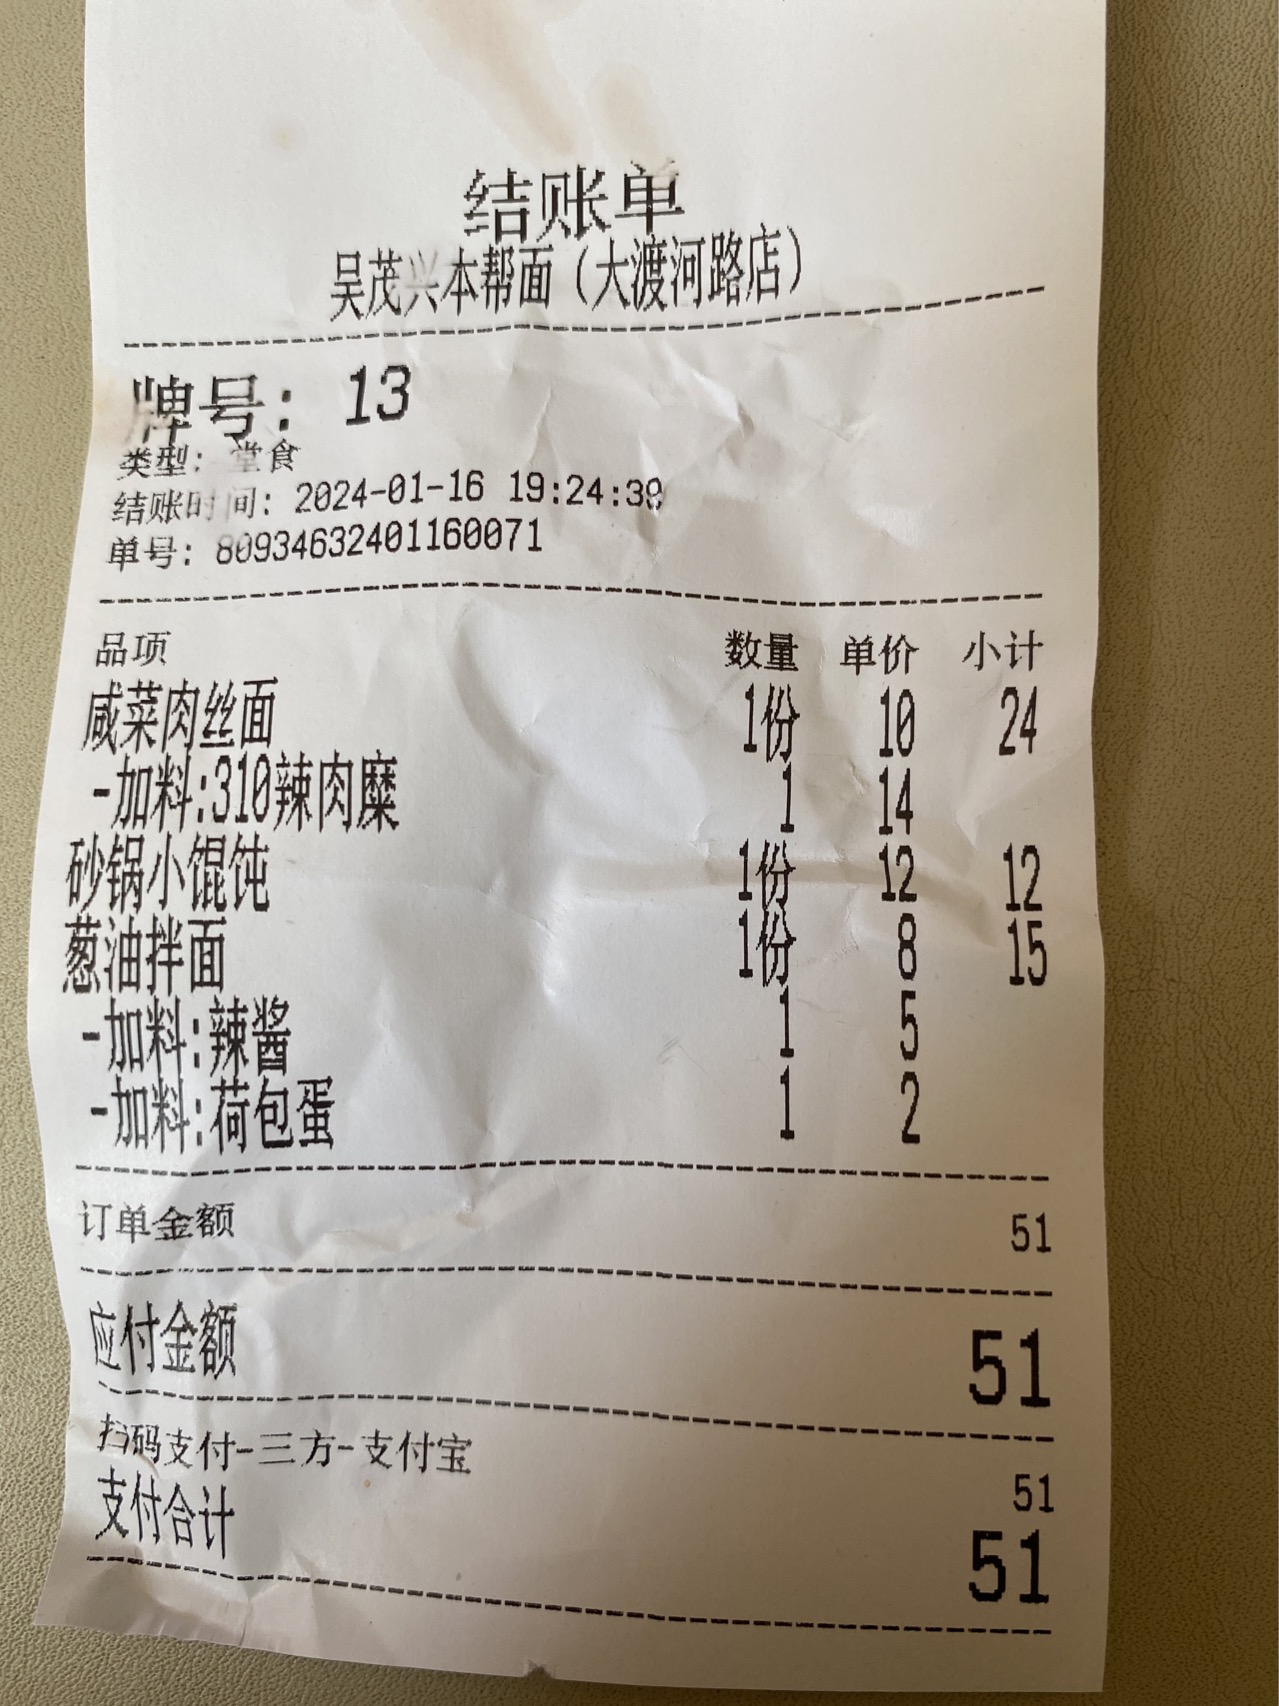 结账单
吴茂兴本帮面（大渡河路店）
牌号: 13
类型: 堂食
结账时间: 2024-01-16 19:24:39
单号: 80934632401160071
品项 数量 单价 小计
咸菜肉丝面 1份 10 24
-加料:310辣肉糜 1 14
砂锅小馄饨 1份 12 12
葱油拌面 1份 8 15
-加料:辣酱 1 5
-加料:荷包蛋 1 2
订单金额 51
应付金额 51
扫码支付-三方-支付宝 51
支付合计 51